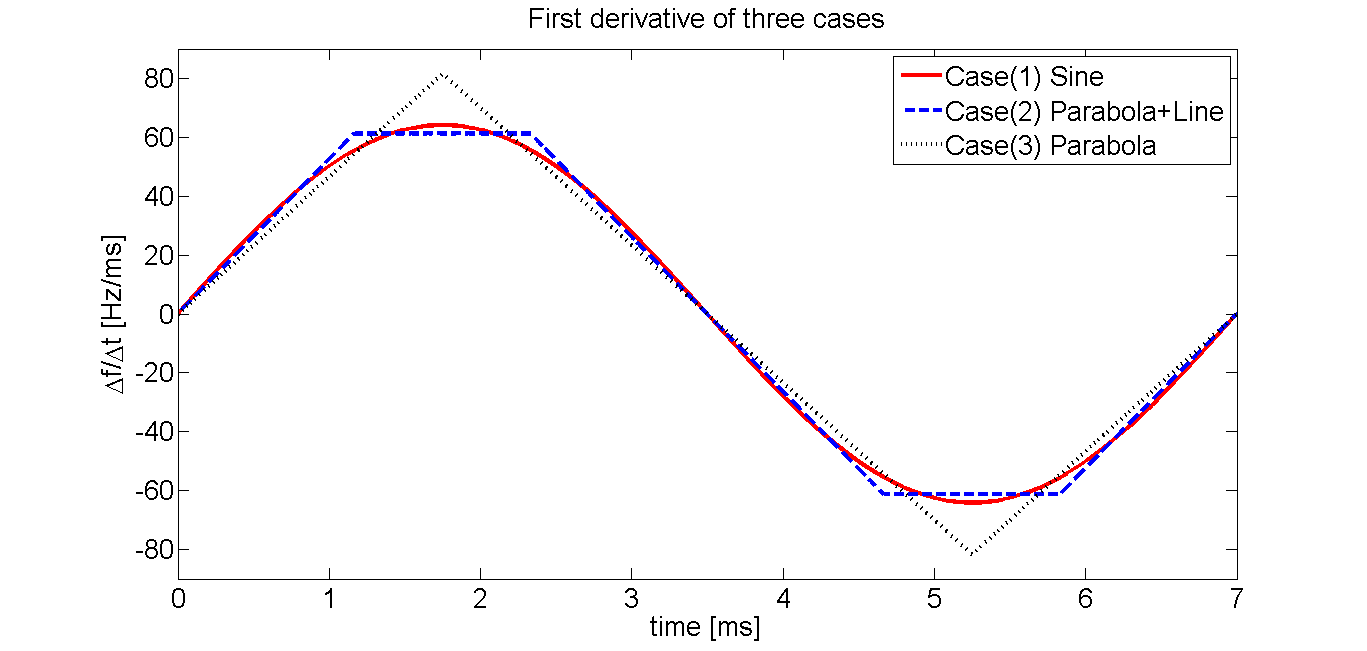 First derivative of three cases
Case(1) Sine
Case(2) Parabola+Line
Case(3) Parabola
Δf/Δt [Hz/ms]
80
60
40
20
0
-20
-40
-60
-80
0 1 2 3 4 5 6 7
time [ms]